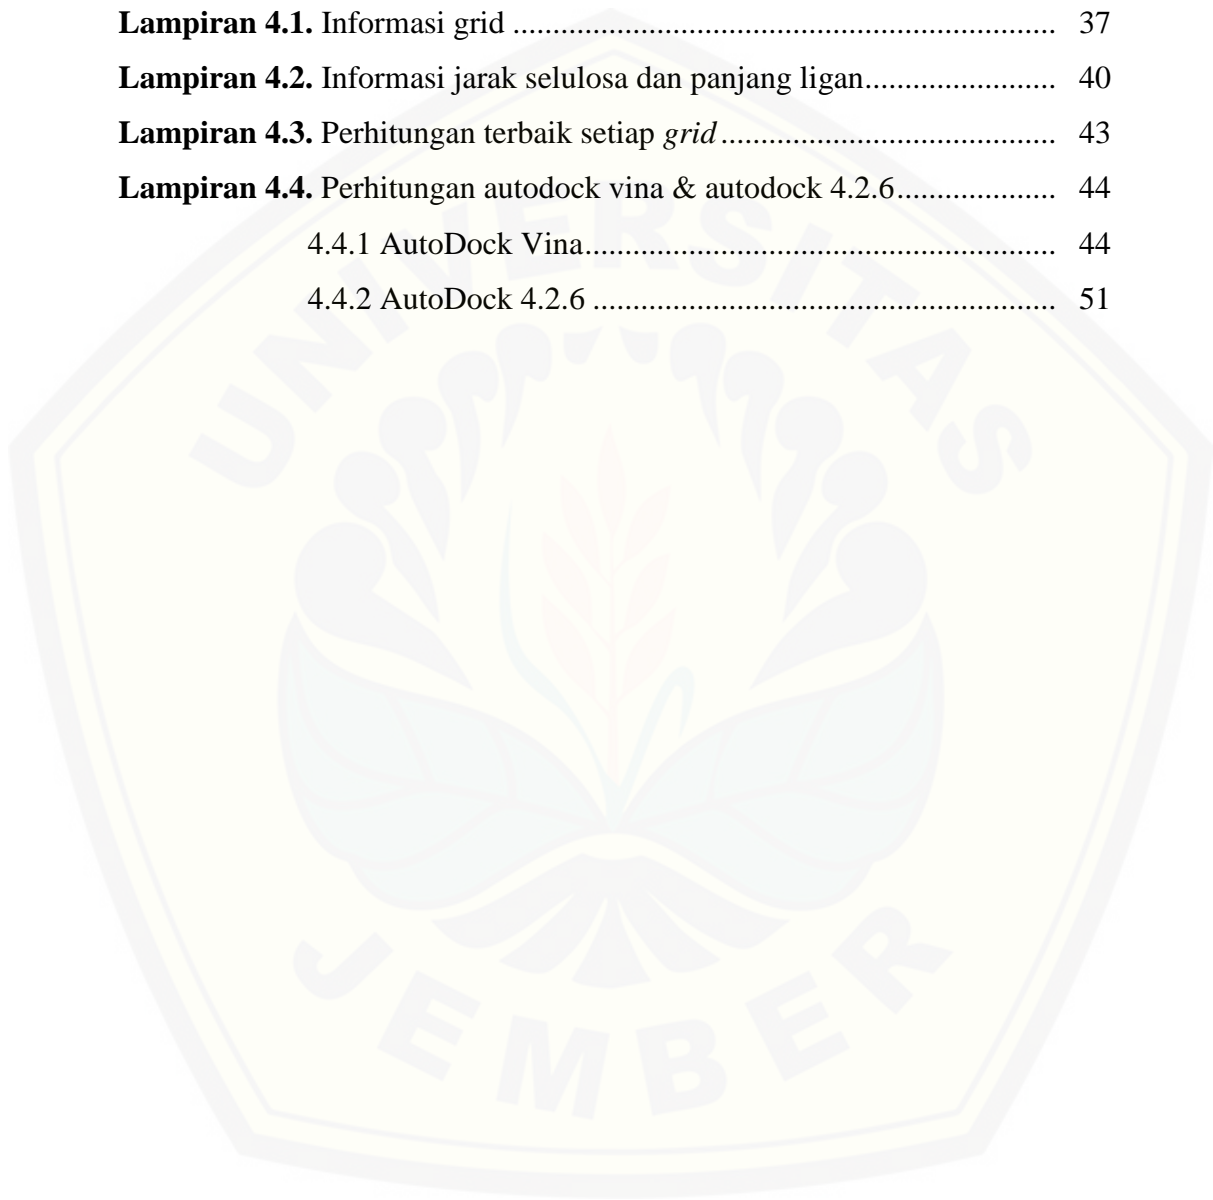 Lampiran 4.1. Informasi grid .................................................................... 37
Lampiran 4.2. Informasi jarak selulosa dan panjang ligan........................ 40
Lampiran 4.3. Perhitungan terbaik setiap grid .......................................... 43
Lampiran 4.4. Perhitungan autodock vina & autodock 4.2.6.................... 44
4.4.1 AutoDock Vina........................................................... 44
4.4.2 AutoDock 4.2.6 .......................................................... 51
UNIVERSITAS
JEMBER